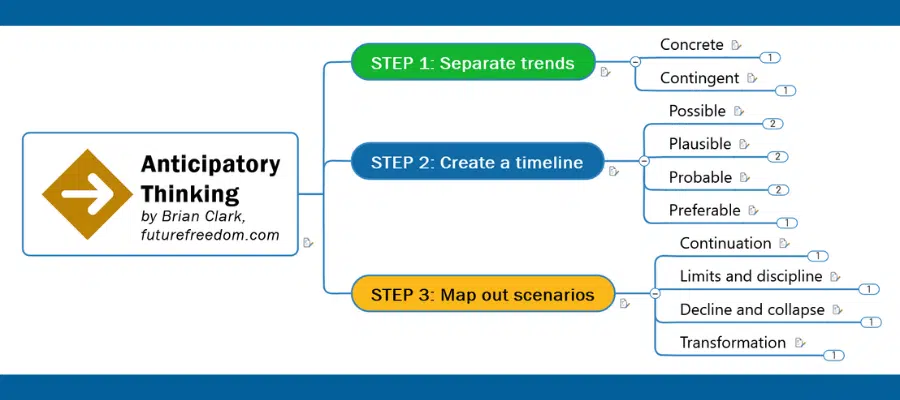 Anticipatory
Thinking
by Brian Clark,
futurefreedom.com
STEP 1: Separate trends
Concrete
1
Contingent
1
STEP 2: Create a timeline
Possible
2
Plausible
2
Probable
2
Preferable
1
STEP 3: Map out scenarios
Continuation
1
Limits and discipline
1
Decline and collapse
1
Transformation
1